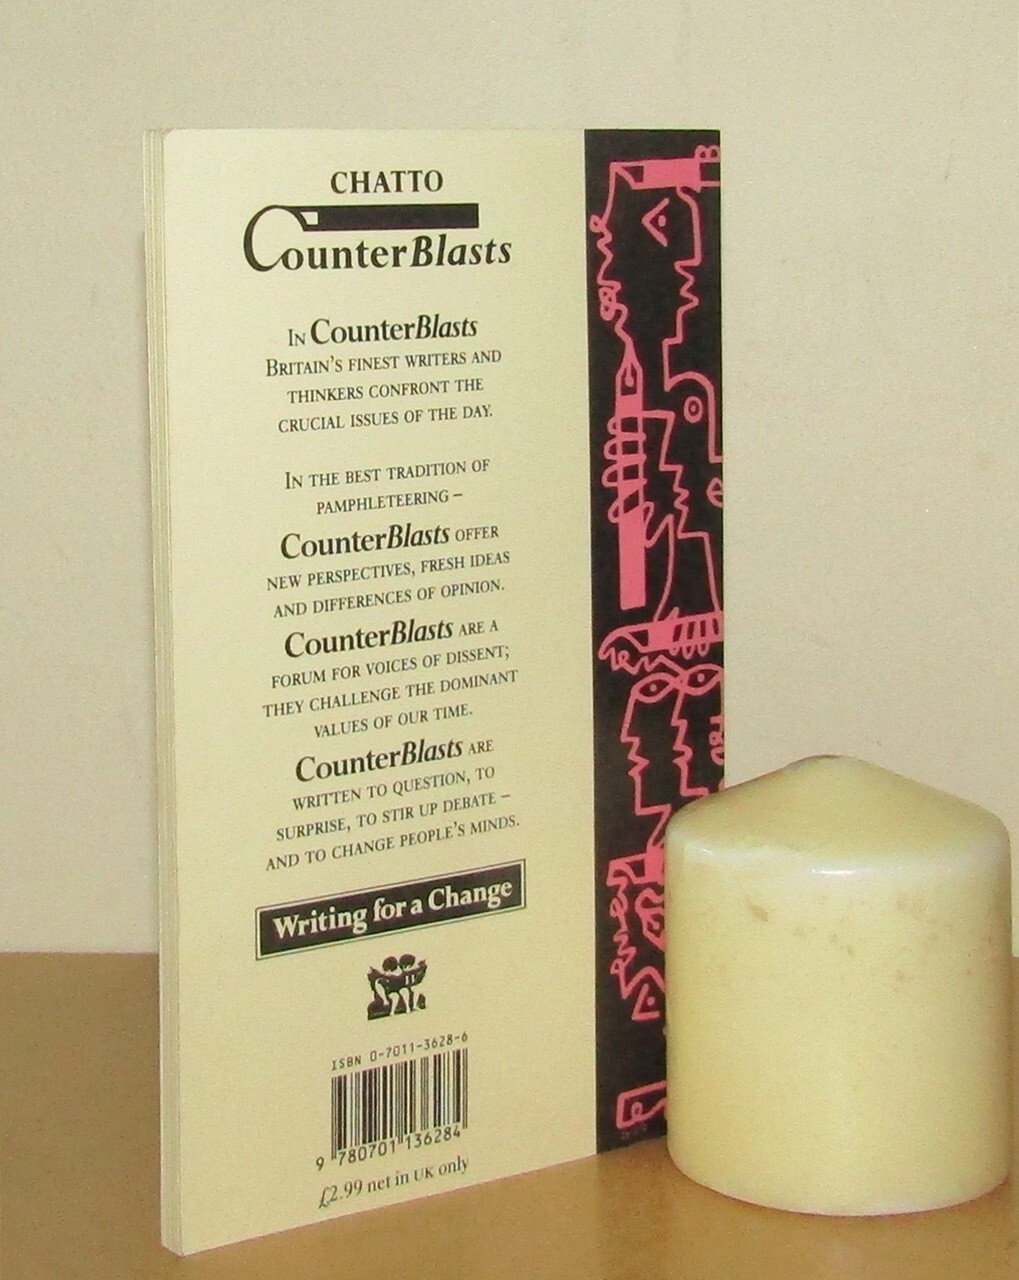 CHATTO
CounterBlasts
IN CounterBlasts
BRITAIN'S FINEST WRITERS AND
THINKERS CONFRONT THE
CRUCIAL ISSUES OF THE DAY.
IN THE BEST TRADITION OF
PAMPHLETEERING –
CounterBlasts OFFER
NEW PERSPECTIVES, FRESH IDEAS
AND DIFFERENCES OF OPINION.
CounterBlasts ARE A
FORUM FOR VOICES OF DISSENT;
THEY CHALLENGE THE DOMINANT
VALUES OF OUR TIME.
CounterBlasts ARE
WRITTEN TO QUESTION, TO
SURPRISE, TO STIR UP DEBATE –
AND TO CHANGE PEOPLE'S MINDS.
Writing for a Change
ISBN 0-7011-3628-6
9 780701 136284
£2.99 net in UK only